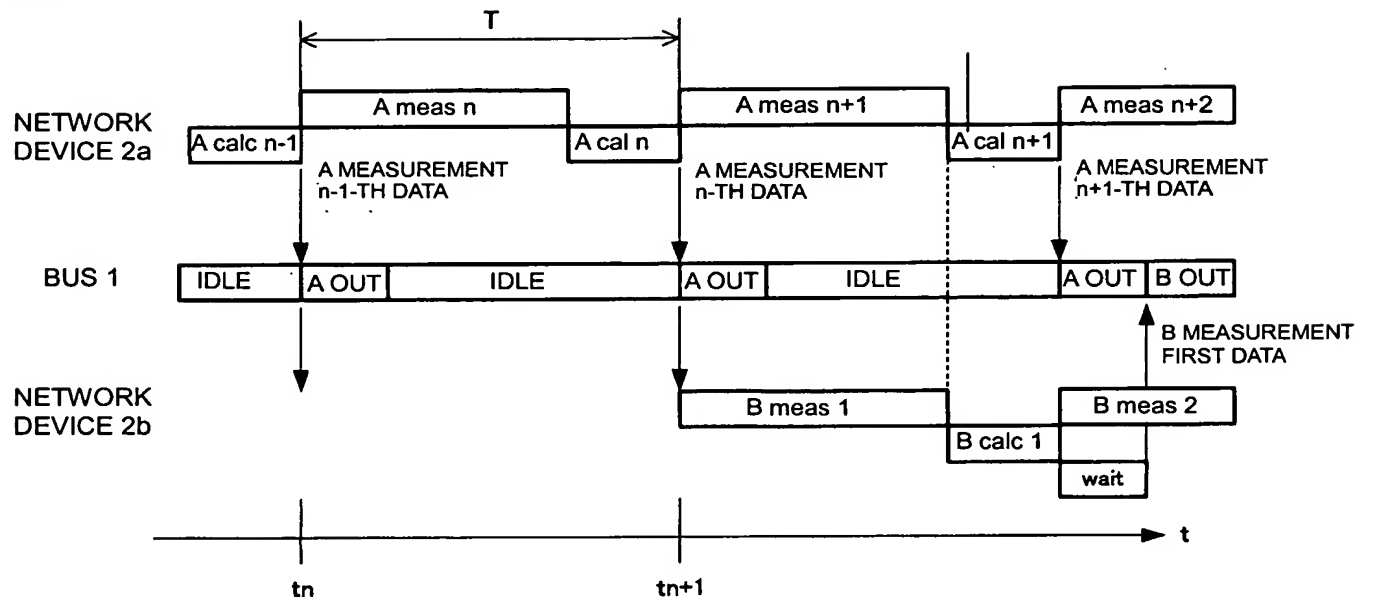 T
NETWORK
DEVICE 2a
A meas n
A meas n+1
A meas n+2
A calc n-1
A cal n
A cal n+1
A MEASUREMENT
n-1-TH DATA
A MEASUREMENT
n-TH DATA
A MEASUREMENT
n+1-TH DATA
BUS 1
IDLE
A OUT
IDLE
A OUT
IDLE
A OUT
B OUT
B MEASUREMENT
FIRST DATA
NETWORK
DEVICE 2b
B meas 1
B meas 2
B calc 1
wait
t
tn
tn+1